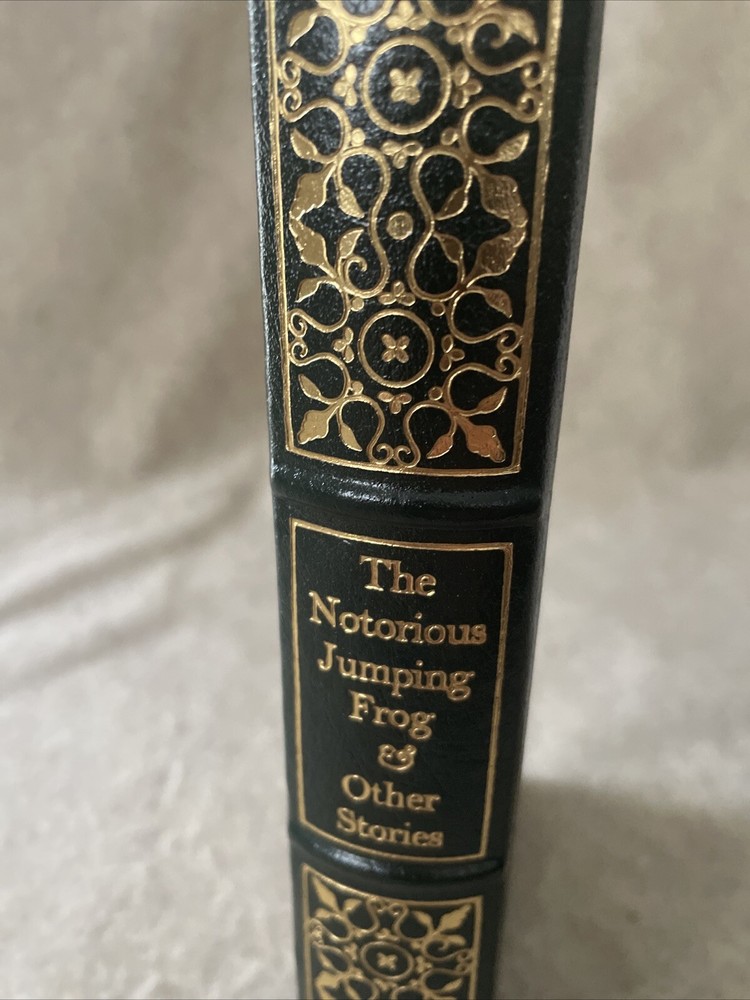 The
Notorious
Jumping
Frog
&
Other
Stories